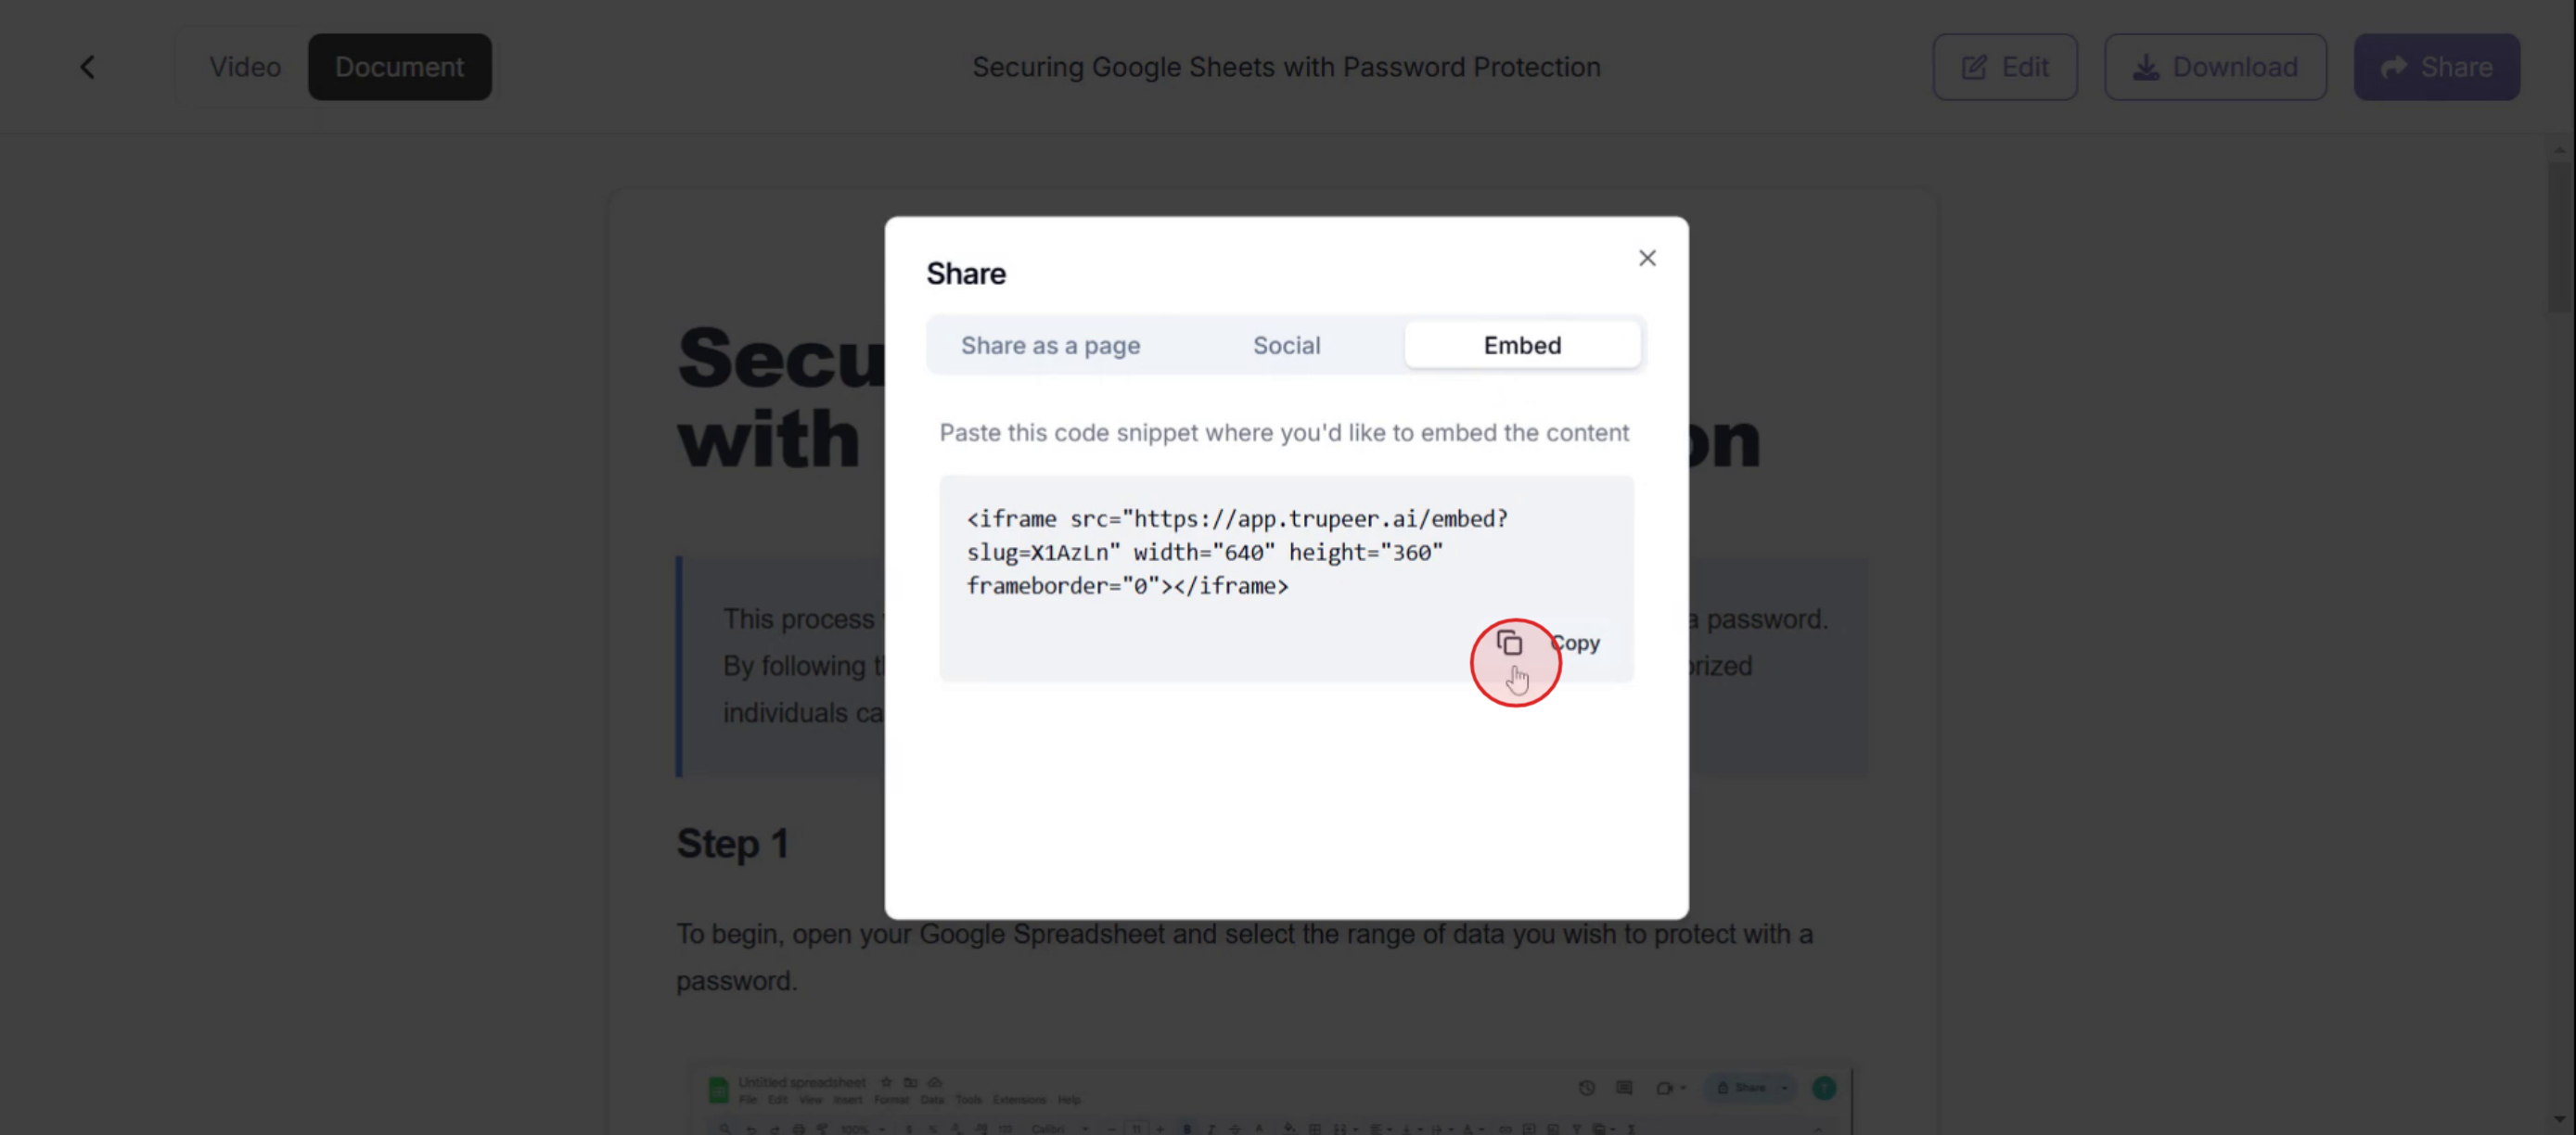 Video Document Securing Google Sheets with Password Protection Edit Download Share
Share
Share as a page Social Embed
Paste this code snippet where you'd like to embed the content
<iframe src="https://app.trupeer.ai/embed?
slug=X1AzLn" width="640" height="360"
frameborder="0"></iframe>
Copy
Secu
with on
This process a password.
By following t rized
individuals ca
Step 1
To begin, open your Google Spreadsheet and select the range of data you wish to protect with a
password.
Untitled spreadsheet
File Edit View Insert Format Data Tools Extensions Help Share
100% $ % 123 Calibri 11 B I A